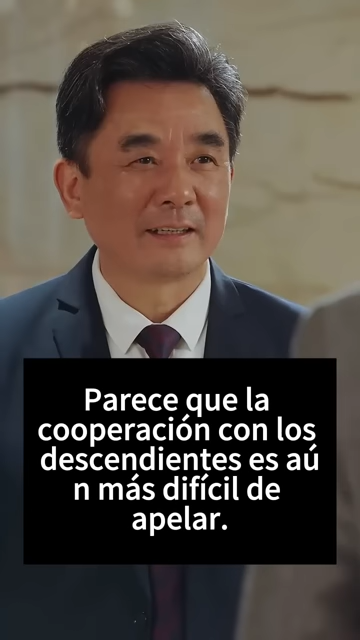 Parece que la
cooperación con los
descendientes es aú
n más difícil de
apelar.